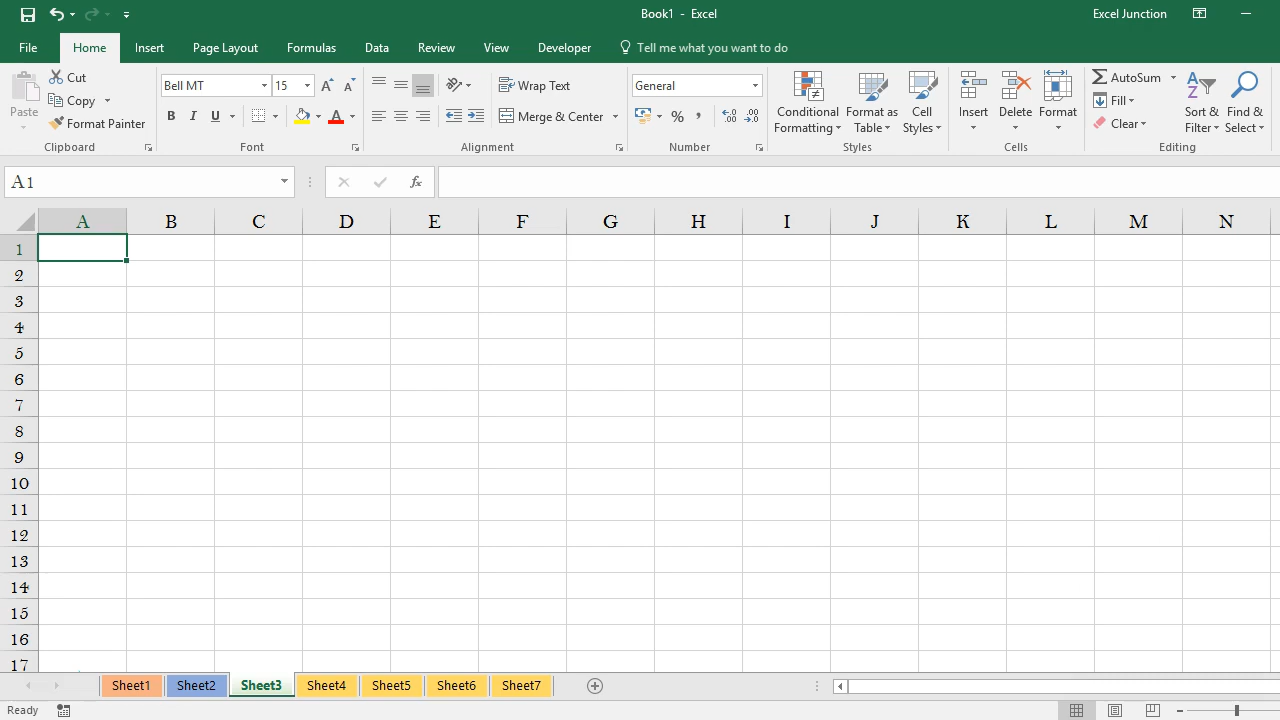 Book1 - Excel
Excel Junction
File Home Insert Page Layout Formulas Data Review View Developer Tell me what you want to do
Paste
Cut
Copy
Format Painter
Clipboard
Bell MT 15
B I U
Font
Wrap Text
Merge & Center
Alignment
General
%
Number
Conditional Formatting
Format as Table
Cell Styles
Styles
Insert Delete Format
Cells
AutoSum
Fill
Clear
Sort & Filter
Find & Select
Editing
A1
fx
A B C D E F G H I J K L M N
1
2
3
4
5
6
7
8
9
10
11
12
13
14
15
16
17
Sheet1 Sheet2 Sheet3 Sheet4 Sheet5 Sheet6 Sheet7
Ready